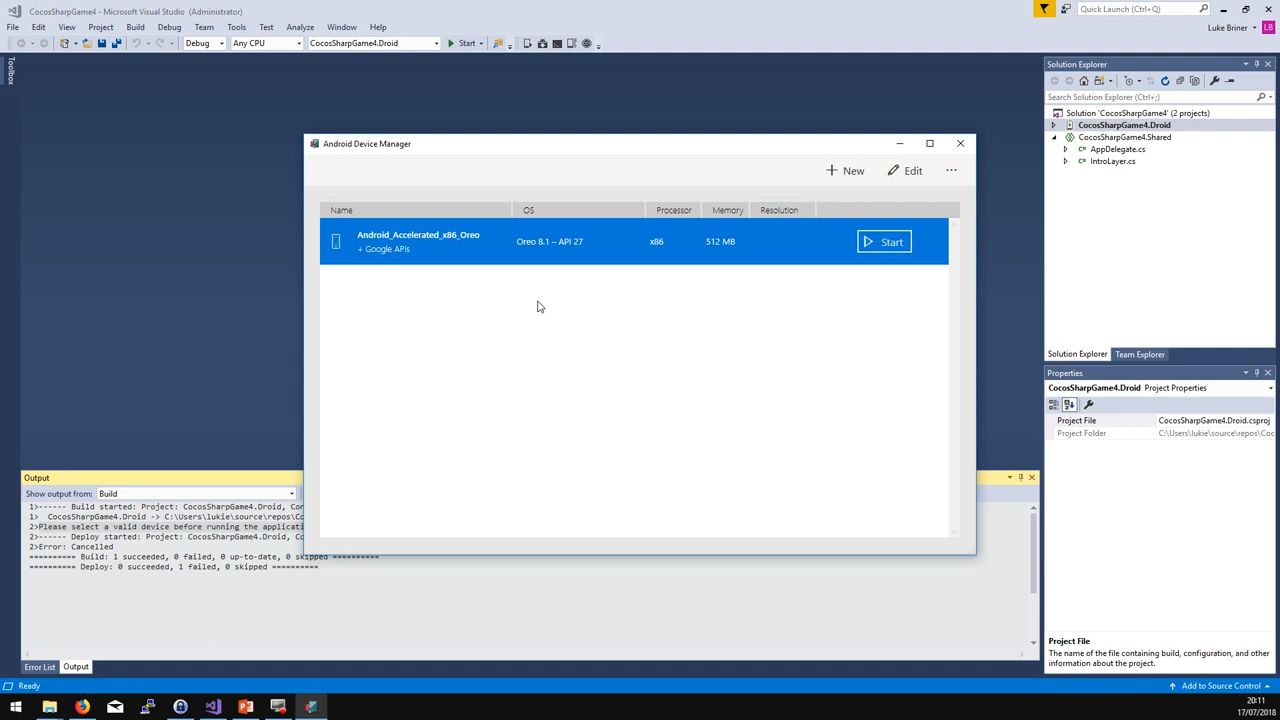 CocosSharpGame4 - Microsoft Visual Studio (Administrator)
Quick Launch (Ctrl+Q)
File Edit View Project Build Debug Team Tools Test Analyze Window Help
Luke Briner LB
Debug Any CPU CocosSharpGame4.Droid Start
Toolbox
Solution Explorer
Search Solution Explorer (Ctrl+;)
Solution 'CocosSharpGame4' (2 projects)
CocosSharpGame4.Droid
CocosSharpGame4.Shared
AppDelegate.cs
IntroLayer.cs
Solution Explorer Team Explorer
Properties
CocosSharpGame4.Droid Project Properties
Project File CocosSharpGame4.Droid.csproj
Project Folder C:\Users\lukie\source\repos\Coc
Project File
The name of the file containing build, configuration, and other
information about the project.
Android Device Manager
New Edit ...
Name OS Processor Memory Resolution
Android_Accelerated_x86_Oreo
+ Google APIs
Oreo 8.1 – API 27 x86 512 MB Start
Output
Show output from: Build
1>------ Build started: Project: CocosSharpGame4.Droid, Con
1> CocosSharpGame4.Droid -> C:\Users\lukie\source\repos\Co
2>Please select a valid device before running the applicati
2>------ Deploy started: Project: CocosSharpGame4.Droid, Co
2>Error: Cancelled
========== Build: 1 succeeded, 0 failed, 0 up-to-date, 0 skipped ==========
========== Deploy: 0 succeeded, 1 failed, 0 skipped ==========
Error List Output
Ready
Add to Source Control
20:11
17/07/2018